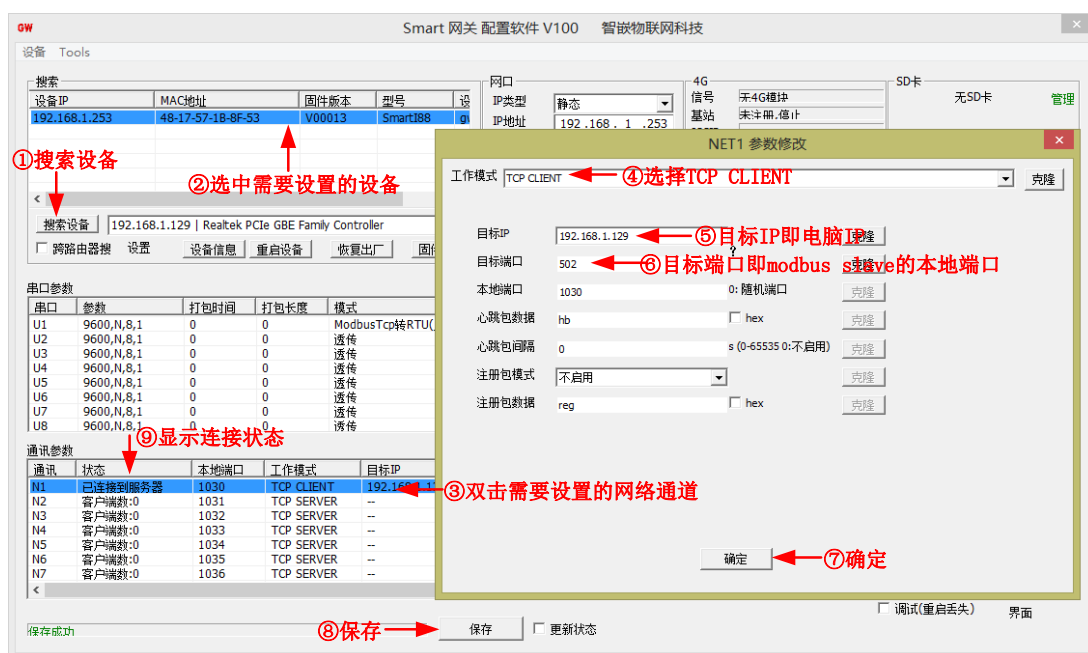 GW Smart 网关 配置软件 V100 智嵌物联网科技 ×
设备 Tools
搜索
设备IP MAC地址 固件版本 型号 设
192.168.1.253 48-17-57-1B-8F-53 V00013 SmartI88
网口
IP类型 静态
IP地址 192 .168 . 1 .253
4G
信号 无4G模块
基站 未注册,停止
SD卡
无SD卡 管理
①搜索设备
②选中需要设置的设备
搜索设备 192.168.1.129 | Realtek PCIe GBE Family Controller
跨路由器搜 设置 设备信息 重启设备 恢复出厂 固
串口参数
串口 参数 打包时间 打包长度 模式
U1 9600,N,8,1 0 0 ModbusTcp转RTU(
U2 9600,N,8,1 0 0 透传
U3 9600,N,8,1 0 0 透传
U4 9600,N,8,1 0 0 透传
U5 9600,N,8,1 0 0 透传
U6 9600,N,8,1 0 0 透传
U7 9600,N,8,1 0 0 透传
U8 9600,N,8,1 0 0 透传
⑨显示连接状态
通讯参数
通讯 状态 本地端口 工作模式 目标IP
N1 已连接到服务器 1030 TCP CLIENT 192.168.1.1
N2 客户端数:0 1031 TCP SERVER --
N3 客户端数:0 1032 TCP SERVER --
N4 客户端数:0 1033 TCP SERVER --
N5 客户端数:0 1034 TCP SERVER --
N6 客户端数:0 1035 TCP SERVER --
N7 客户端数:0 1036 TCP SERVER --
③双击需要设置的网络通道
NET1 参数修改 ×
工作模式 TCP CLIENT ④选择TCP CLIENT 克隆
目标IP 192.168.1.129 ⑤目标IP即电脑IP 克隆
?
目标端口 502 ⑥目标端口即modbus slave的本地端口
本地端口 1030 0: 随机端口 克隆
心跳包数据 hb hex 克隆
心跳包间隔 0 s (0-65535 0:不启用) 克隆
注册包模式 不启用 克隆
注册包数据 reg hex 克隆
确定 ⑦确定
调试(重启丢失) 界面
保存成功 ⑧保存 保存 更新状态